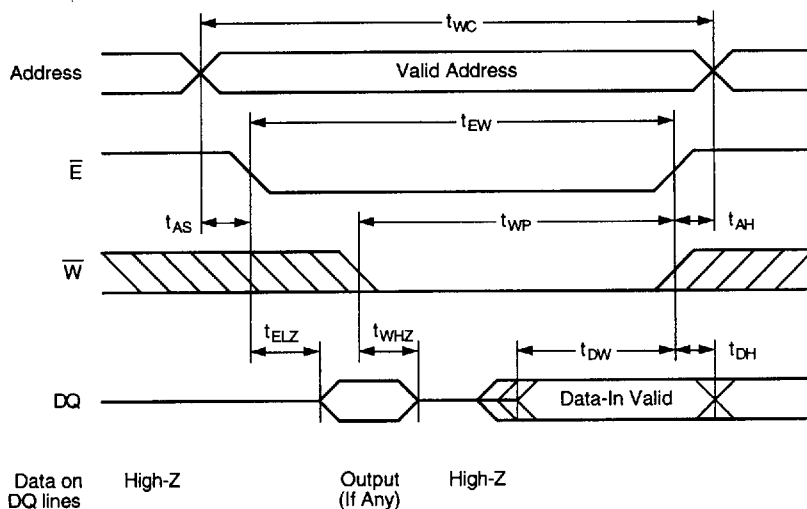 tWC
Address
Valid Address
tEW
E
tAS
tWP
tAH
W
tELZ
tWHZ
tDW
tDH
DQ
Data-In Valid
Data on
DQ lines
High-Z
Output
(If Any)
High-Z